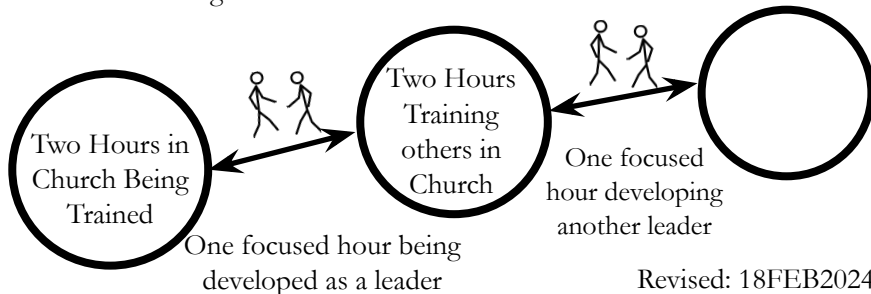 Two Hours in
Church Being
Trained
One focused hour being
developed as a leader
Two Hours
Training
others in
Church
One focused
hour developing
another leader
Revised: 18FEB2024